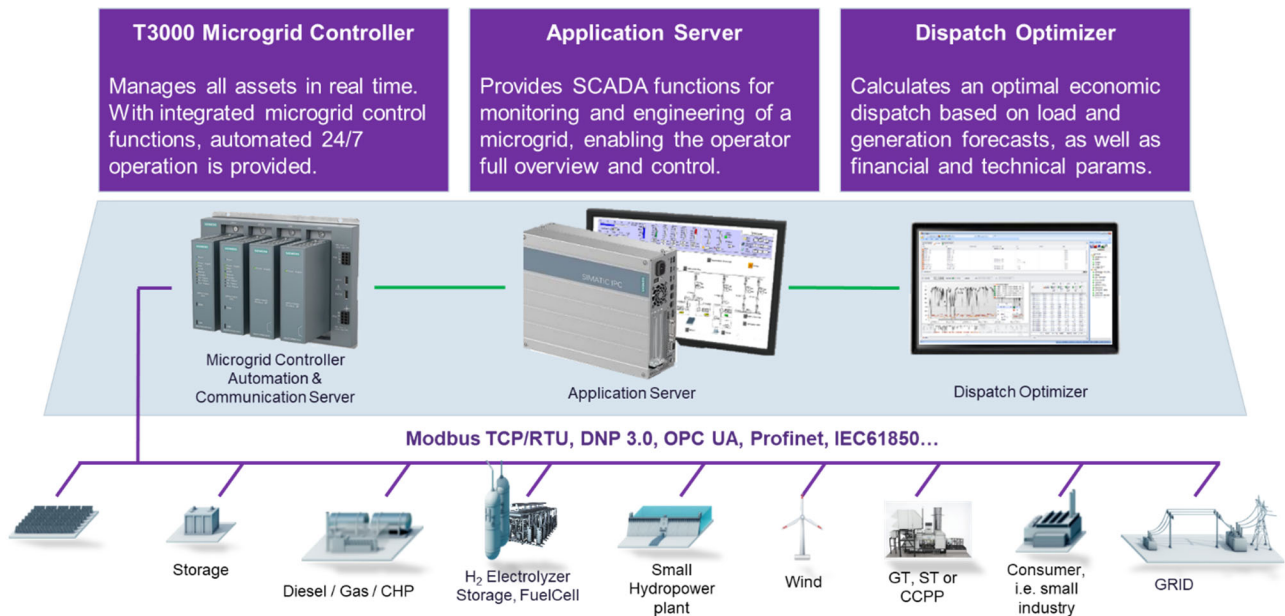 T3000 Microgrid Controller
Manages all assets in real time.
With integrated microgrid control
functions, automated 24/7
operation is provided.
Application Server
Provides SCADA functions for
monitoring and engineering of a
microgrid, enabling the operator
full overview and control.
Dispatch Optimizer
Calculates an optimal economic
dispatch based on load and
generation forecasts, as well as
financial and technical params.
SIMATIC IPC
Microgrid Controller
Automation &
Communication Server
Application Server
Dispatch Optimizer
Modbus TCP/RTU, DNP 3.0, OPC UA, Profinet, IEC61850…
Storage
Diesel / Gas / CHP
H₂ Electrolyzer
Storage, FuelCell
Small
Hydropower
plant
Wind
GT, ST or
CCPP
Consumer,
i.e. small
industry
GRID